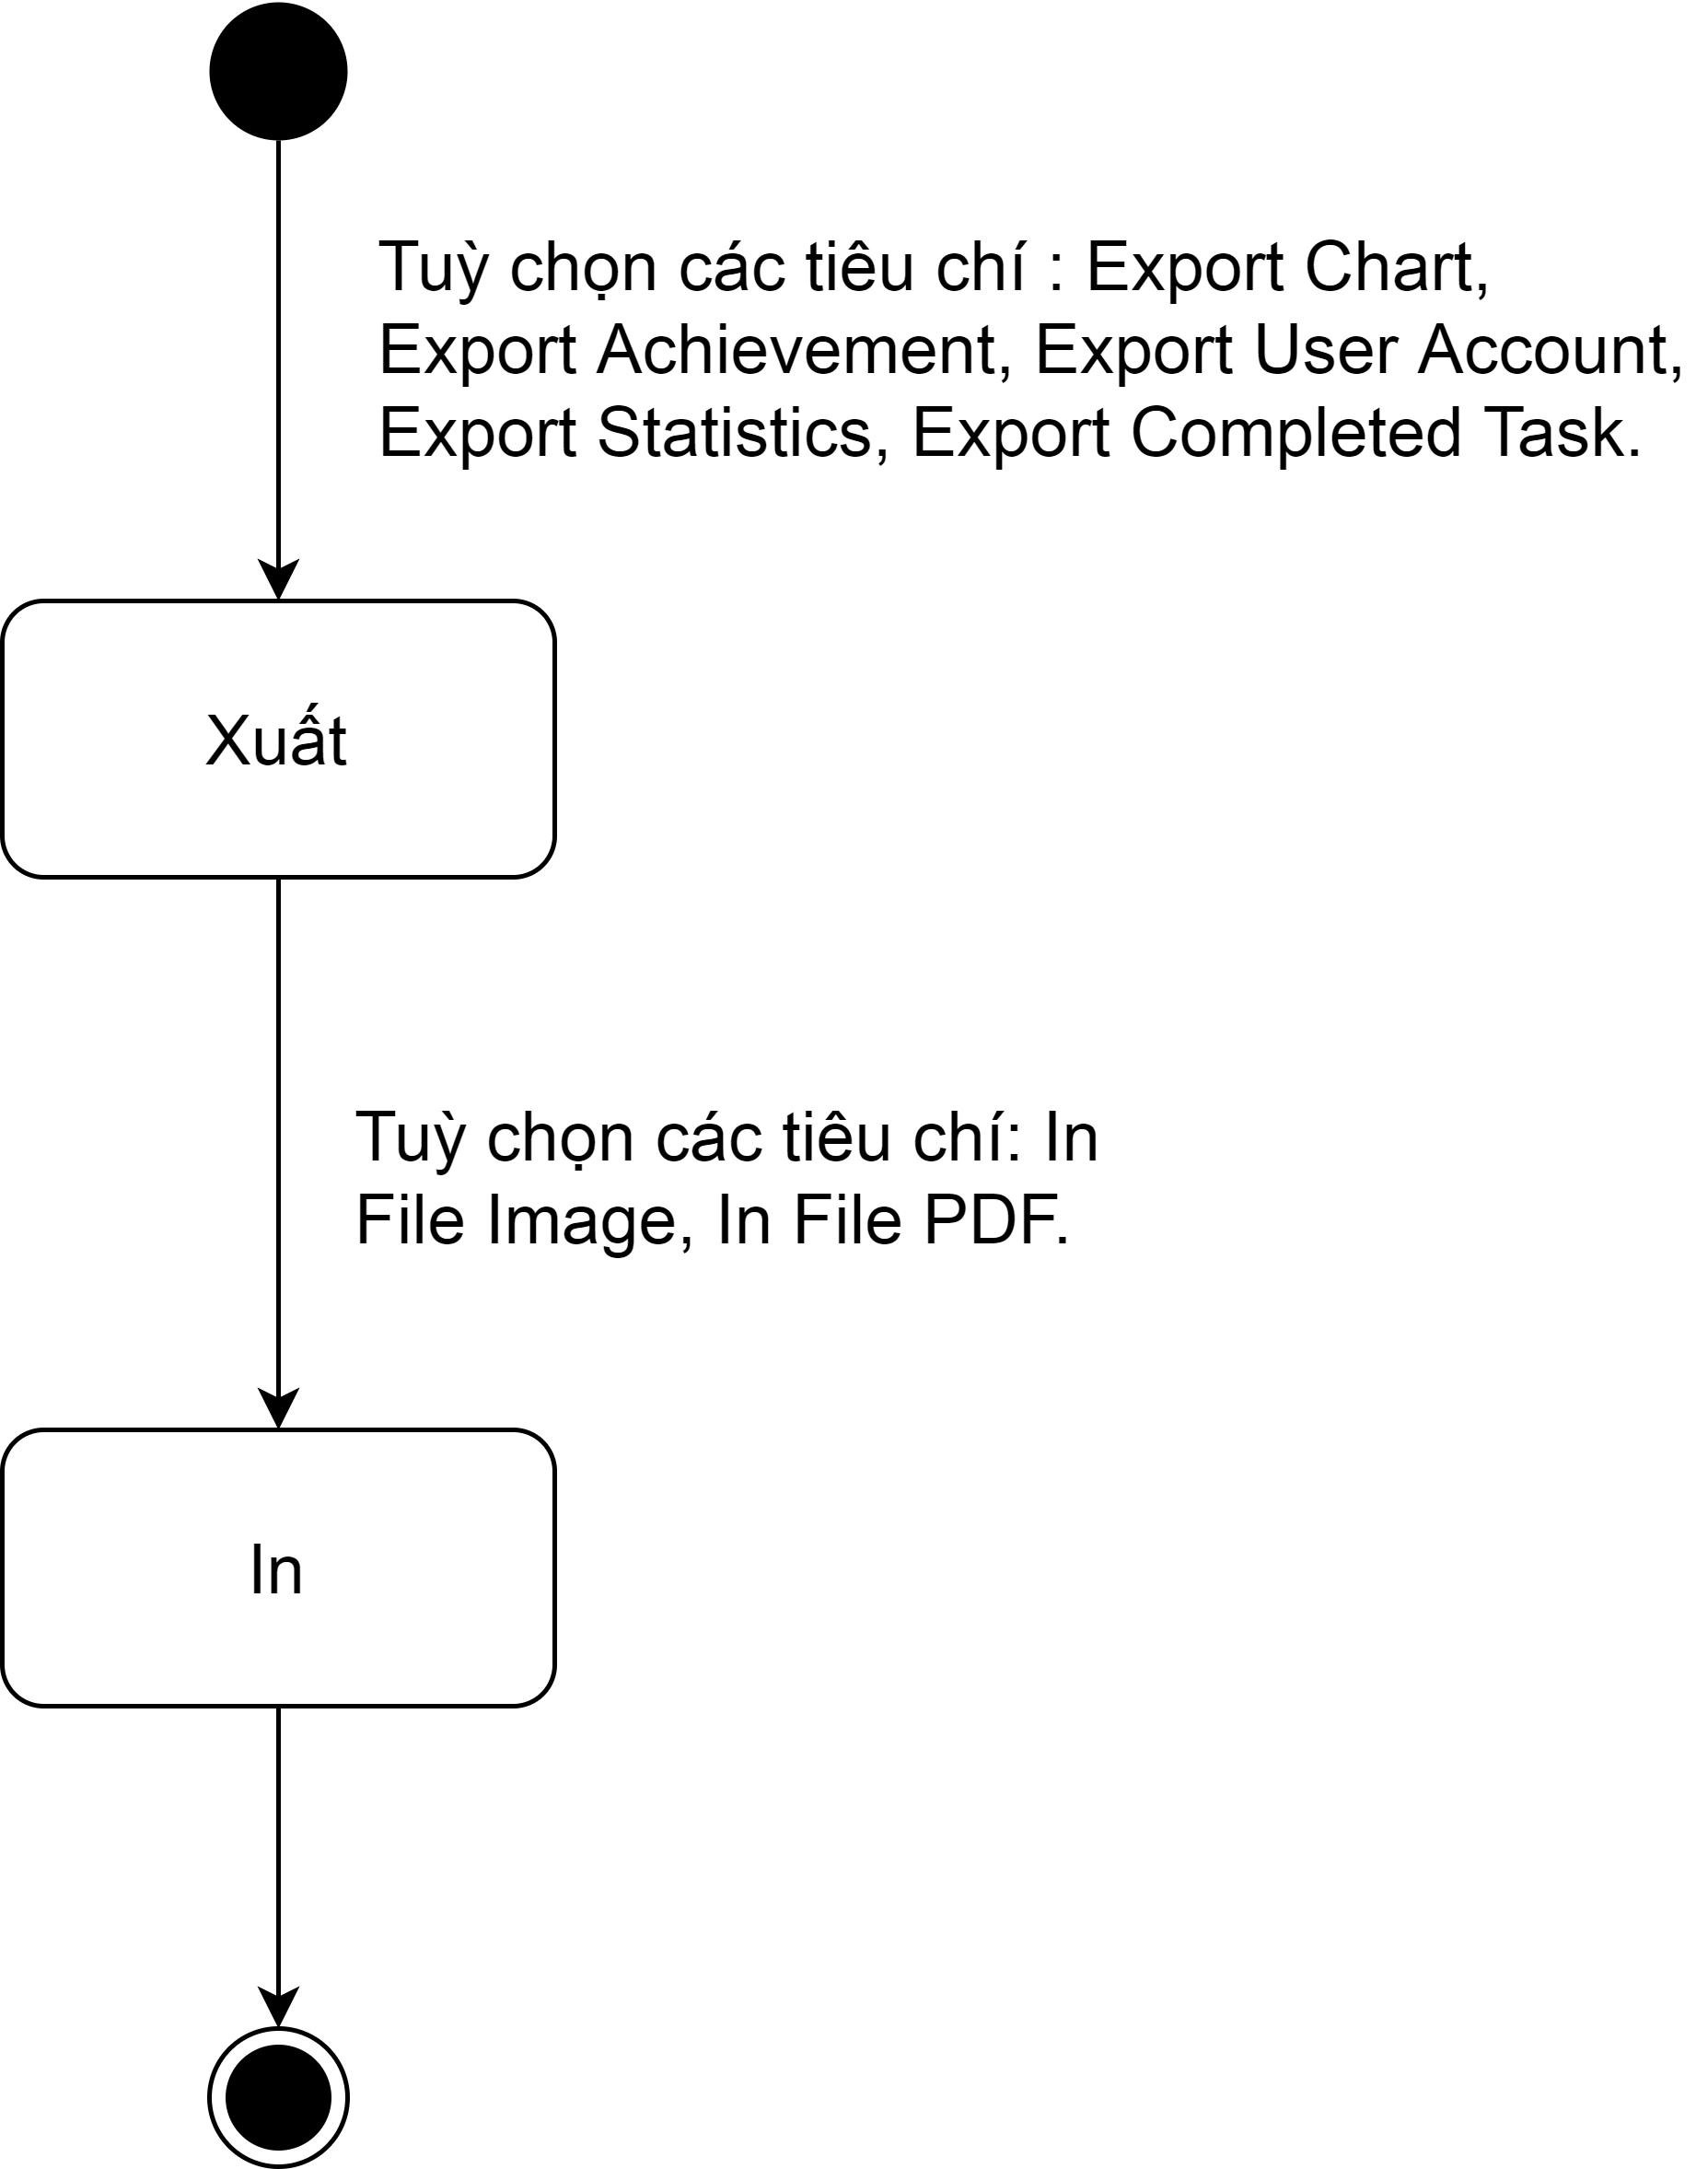 Tuỳ chọn các tiêu chí : Export Chart,
Export Achievement, Export User Account,
Export Statistics, Export Completed Task.
Xuất
Tuỳ chọn các tiêu chí: In
File Image, In File PDF.
In